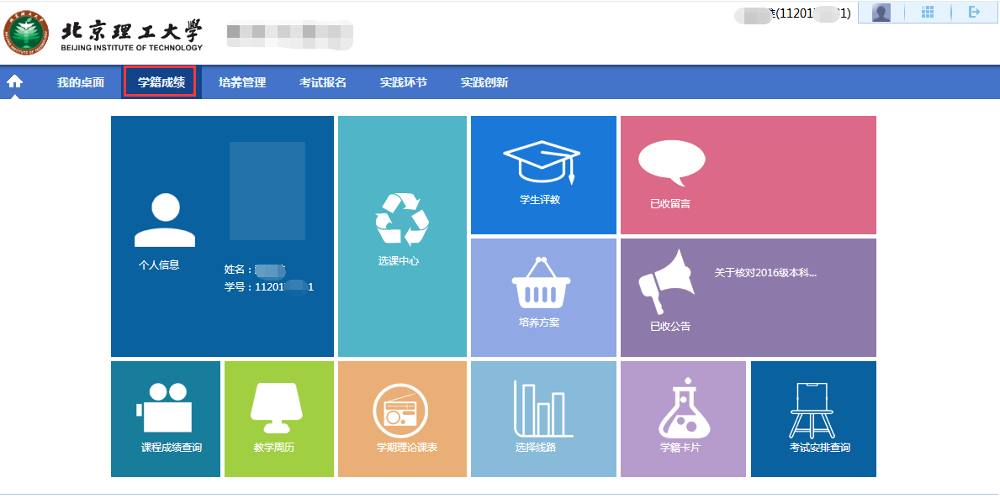 北京理工大學
BEIJING INSTITUTE OF TECHNOLOGY
(11201 1)
我的桌面 学籍成绩 培养管理 考试报名 实践环节 实践创新
个人信息
姓名：
学号：11201 1
选课中心
学生评教
已收留言
培养方案
关于核对2016级本科...
已收公告
课程成绩查询
教学周历
学期理论课表
选择线路
学籍卡片
考试安排查询